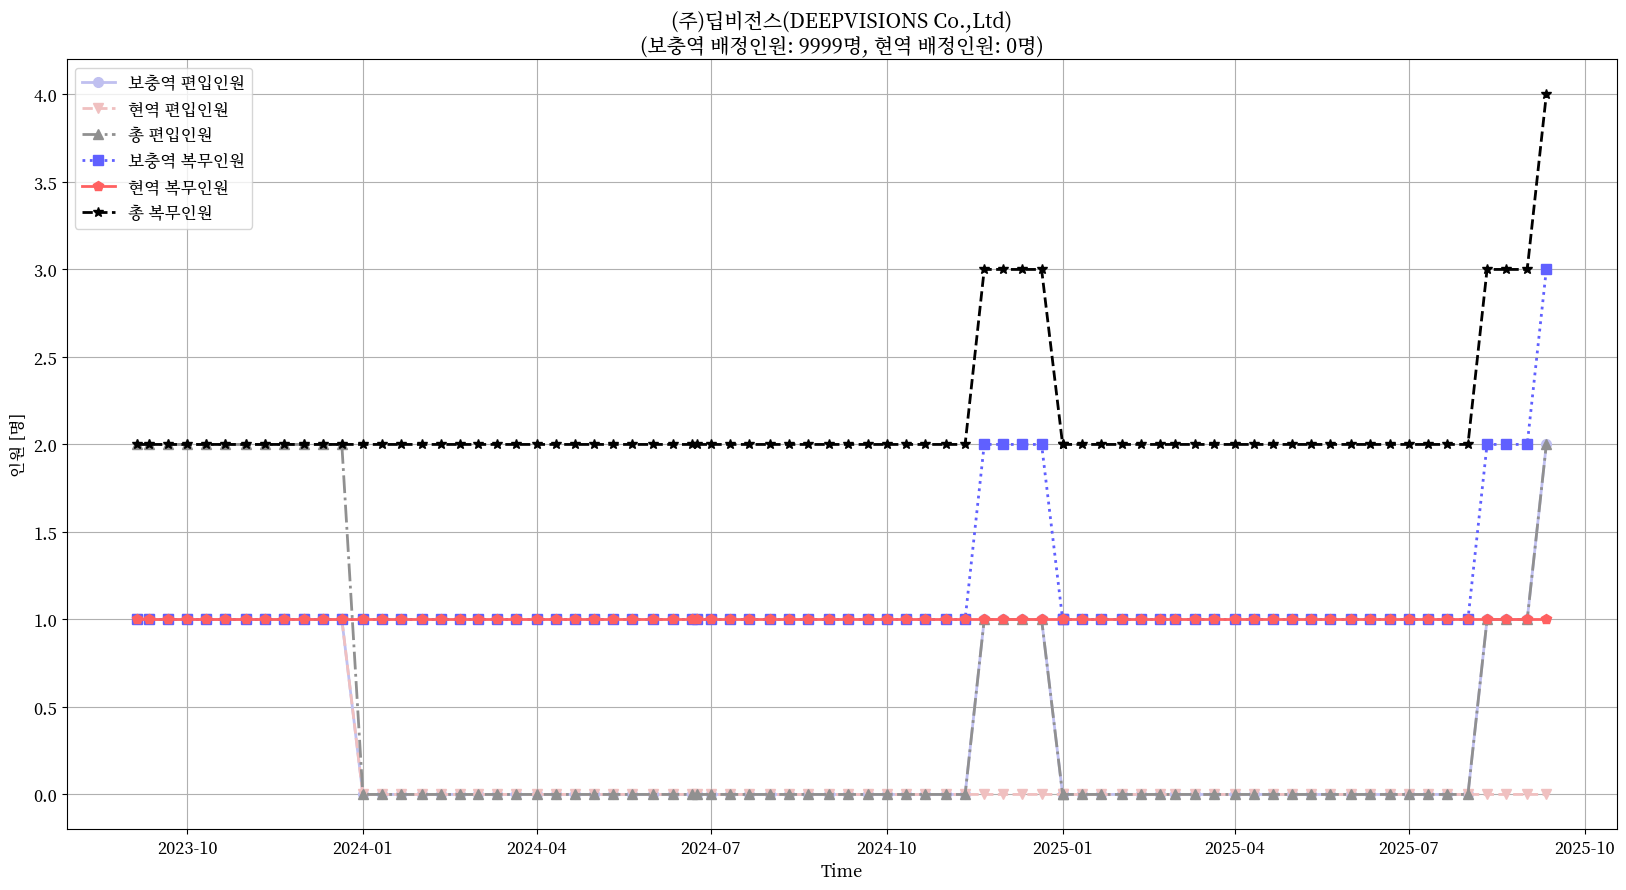 (주)딥비전스(DEEPVISIONS Co.,Ltd)
(보충역 배정인원: 9999명, 현역 배정인원: 0명)
보충역 편입인원
현역 편입인원
총 편입인원
보충역 복무인원
현역 복무인원
총 복무인원
인원 [명]
4.0
3.5
3.0
2.5
2.0
1.5
1.0
0.5
0.0
2023-10 2024-01 2024-04 2024-07 2024-10 2025-01 2025-04 2025-07 2025-10
Time